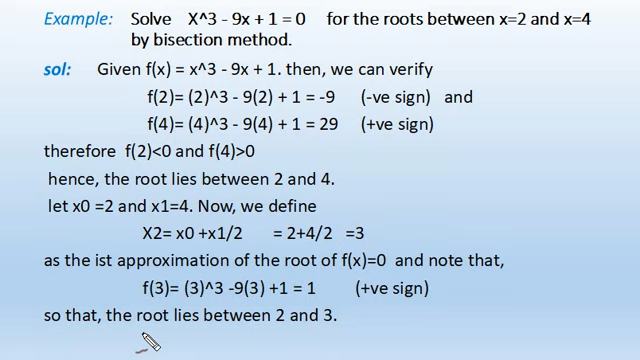 Example: Solve X^3 - 9x + 1 = 0 for the roots between x=2 and x=4
by bisection method.
sol: Given f(x) = x^3 - 9x + 1. then, we can verify
f(2)= (2)^3 - 9(2) + 1 = -9 (-ve sign) and
f(4)= (4)^3 - 9(4) + 1 = 29 (+ve sign)
therefore f(2)<0 and f(4)>0
hence, the root lies between 2 and 4.
let x0 =2 and x1=4. Now, we define
X2= x0 +x1/2 = 2+4/2 =3
as the ist approximation of the root of f(x)=0 and note that,
f(3)= (3)^3 -9(3) +1 = 1 (+ve sign)
so that, the root lies between 2 and 3.